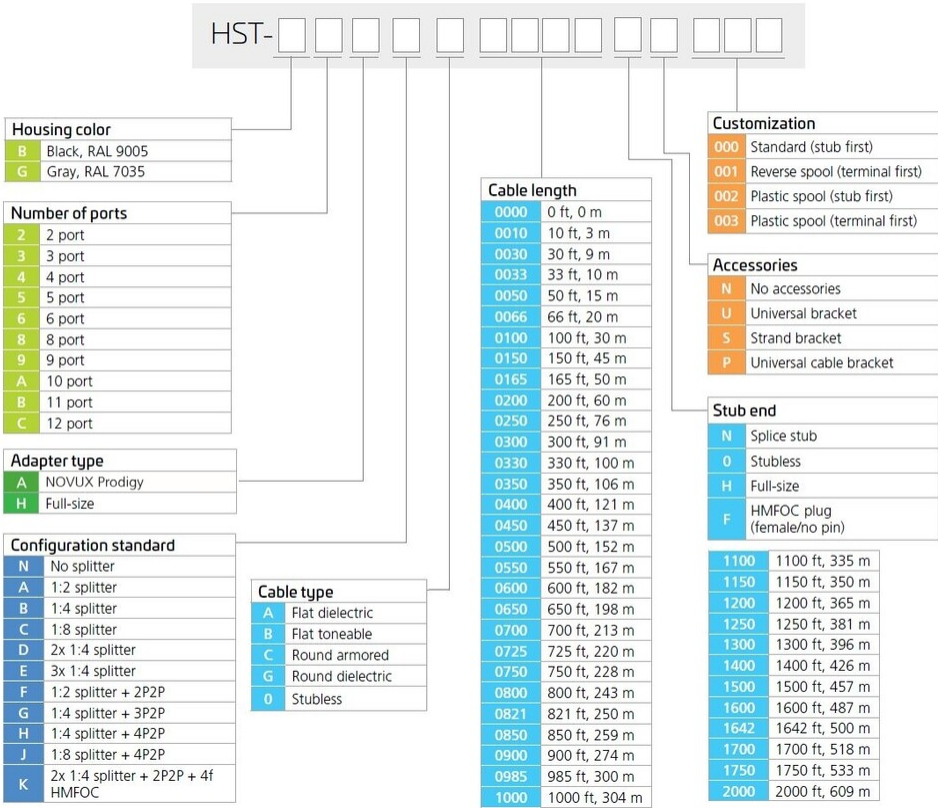 HST-
Housing color
B Black, RAL 9005
G Gray, RAL 7035
Number of ports
2 2 port
3 3 port
4 4 port
5 5 port
6 6 port
8 8 port
9 9 port
A 10 port
B 11 port
C 12 port
Adapter type
A NOVUX Prodigy
H Full-size
Configuration standard
N No splitter
A 1:2 splitter
B 1:4 splitter
C 1:8 splitter
D 2x 1:4 splitter
E 3x 1:4 splitter
F 1:2 splitter + 2P2P
G 1:4 splitter + 3P2P
H 1:4 splitter + 4P2P
J 1:8 splitter + 4P2P
K 2x 1:4 splitter + 2P2P + 4f
HMFOC
Cable type
A Flat dielectric
B Flat toneable
C Round armored
G Round dielectric
0 Stubless
Cable length
0000 0 ft, 0 m
0010 10 ft, 3 m
0030 30 ft, 9 m
0033 33 ft, 10 m
0050 50 ft, 15 m
0066 66 ft, 20 m
0100 100 ft, 30 m
0150 150 ft, 45 m
0165 165 ft, 50 m
0200 200 ft, 60 m
0250 250 ft, 76 m
0300 300 ft, 91 m
0330 330 ft, 100 m
0350 350 ft, 106 m
0400 400 ft, 121 m
0450 450 ft, 137 m
0500 500 ft, 152 m
0550 550 ft, 167 m
0600 600 ft, 182 m
0650 650 ft, 198 m
0700 700 ft, 213 m
0725 725 ft, 220 m
0750 750 ft, 228 m
0800 800 ft, 243 m
0821 821 ft, 250 m
0850 850 ft, 259 m
0900 900 ft, 274 m
0985 985 ft, 300 m
1000 1000 ft, 304 m
1100 1100 ft, 335 m
1150 1150 ft, 350 m
1200 1200 ft, 365 m
1250 1250 ft, 381 m
1300 1300 ft, 396 m
1400 1400 ft, 426 m
1500 1500 ft, 457 m
1600 1600 ft, 487 m
1642 1642 ft, 500 m
1700 1700 ft, 518 m
1750 1750 ft, 533 m
2000 2000 ft, 609 m
Stub end
N Splice stub
0 Stubless
H Full-size
F HMFOC plug
(female/no pin)
Accessories
N No accessories
U Universal bracket
S Strand bracket
P Universal cable bracket
Customization
000 Standard (stub first)
001 Reverse spool (terminal first)
002 Plastic spool (stub first)
003 Plastic spool (terminal first)